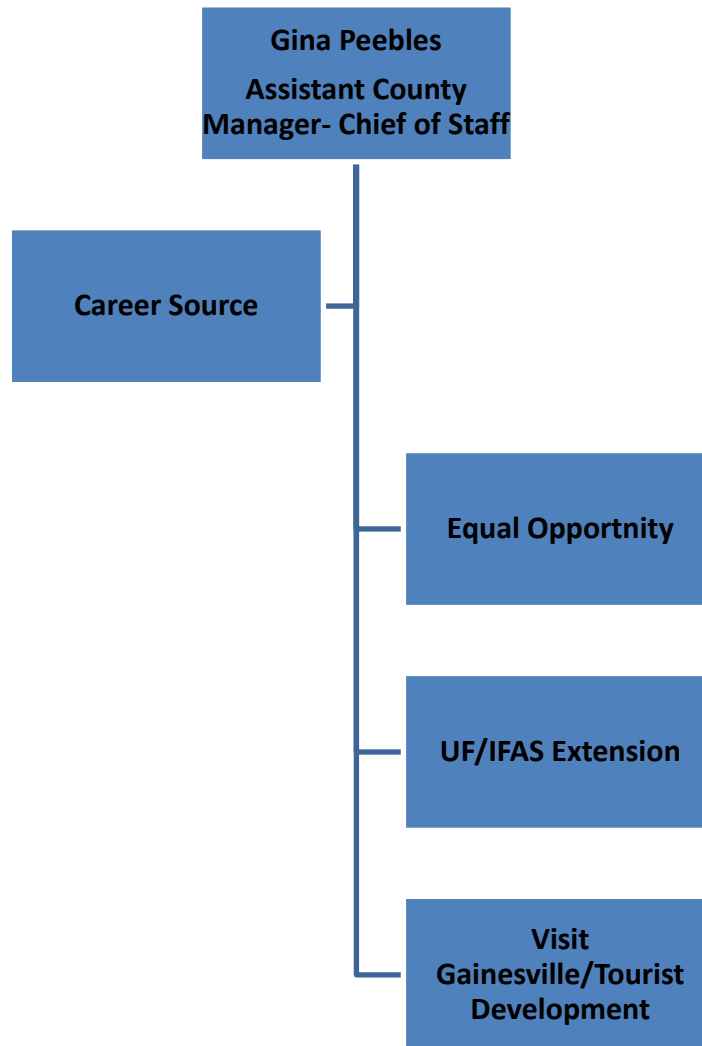 Gina Peebles
Assistant County
Manager- Chief of Staff
Career Source
Equal Opportnity
UF/IFAS Extension
Visit
Gainesville/Tourist
Development